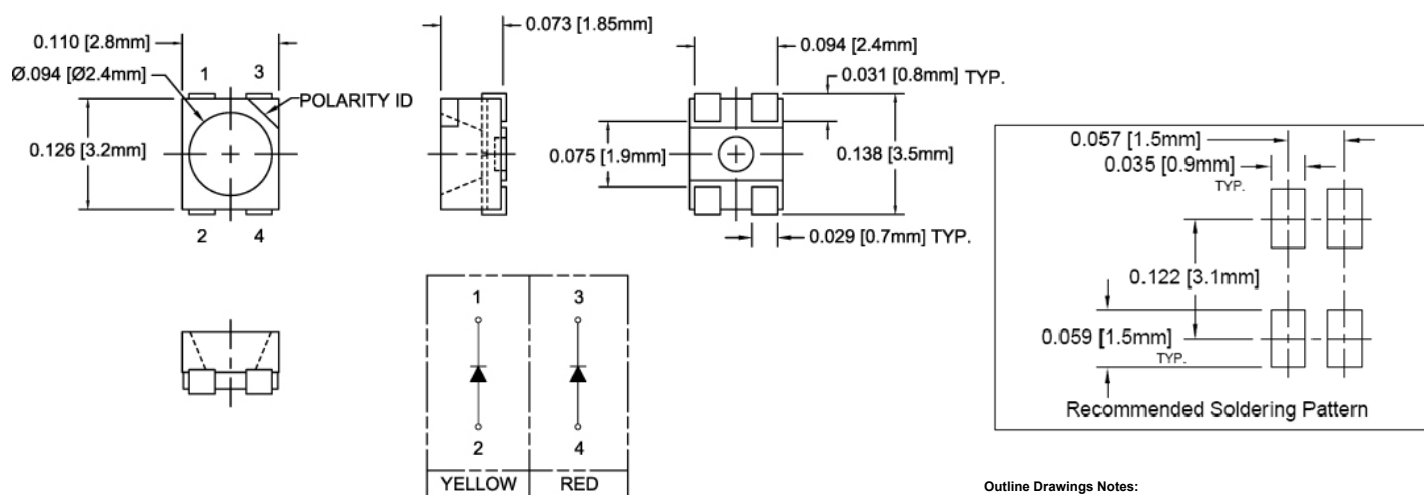 0.110 [2.8mm]
Ø.094 [Ø2.4mm]
1
3
POLARITY ID
0.126 [3.2mm]
2
4
0.073 [1.85mm]
0.094 [2.4mm]
0.031 [0.8mm] TYP.
0.075 [1.9mm]
0.138 [3.5mm]
0.029 [0.7mm] TYP.
1
3
2
4
YELLOW
RED
0.057 [1.5mm]
0.035 [0.9mm]
TYP.
0.122 [3.1mm]
0.059 [1.5mm]
TYP.
Recommended Soldering Pattern
Outline Drawings Notes: